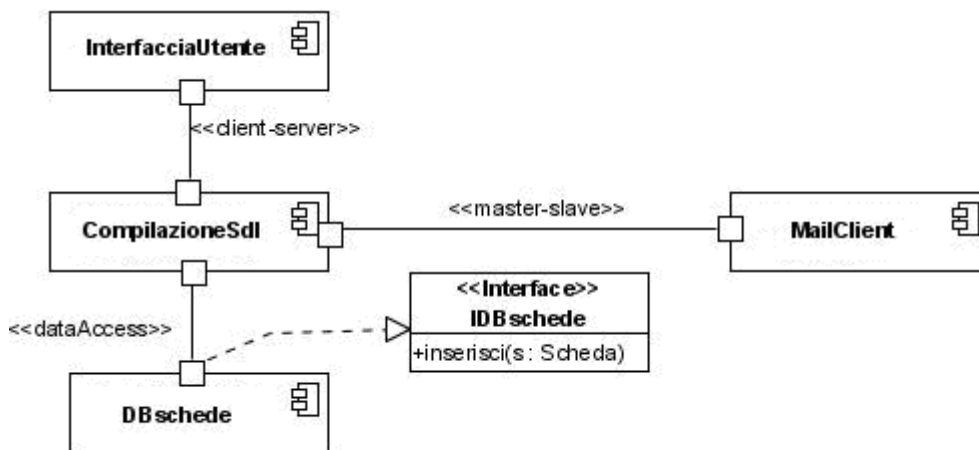 InterfacciaUtente
<<client-server>>
CompilazioneSdI
<<master-slave>>
MailClient
<<Interface>>
IDBschede
+inserisci(s : Scheda)
<<dataAccess>>
DBschede